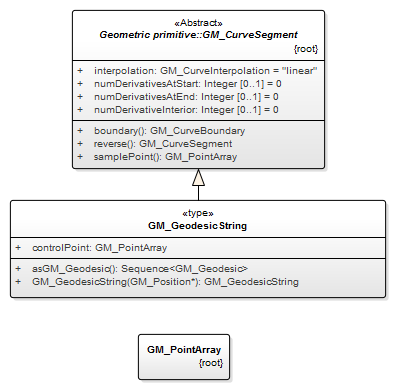 «Abstract»
Geometric primitive::GM_CurveSegment
{root}
+ interpolation: GM_CurveInterpolation = "linear"
+ numDerivativesAtStart: Integer [0..1] = 0
+ numDerivativesAtEnd: Integer [0..1] = 0
+ numDerivativeInterior: Integer [0..1] = 0
+ boundary(): GM_CurveBoundary
+ reverse(): GM_CurveSegment
+ samplePoint(): GM_PointArray
«type»
GM_GeodesicString
+ controlPoint: GM_PointArray
+ asGM_Geodesic(): Sequence<GM_Geodesic>
+ GM_GeodesicString(GM_Position*): GM_GeodesicString
GM_PointArray
{root}